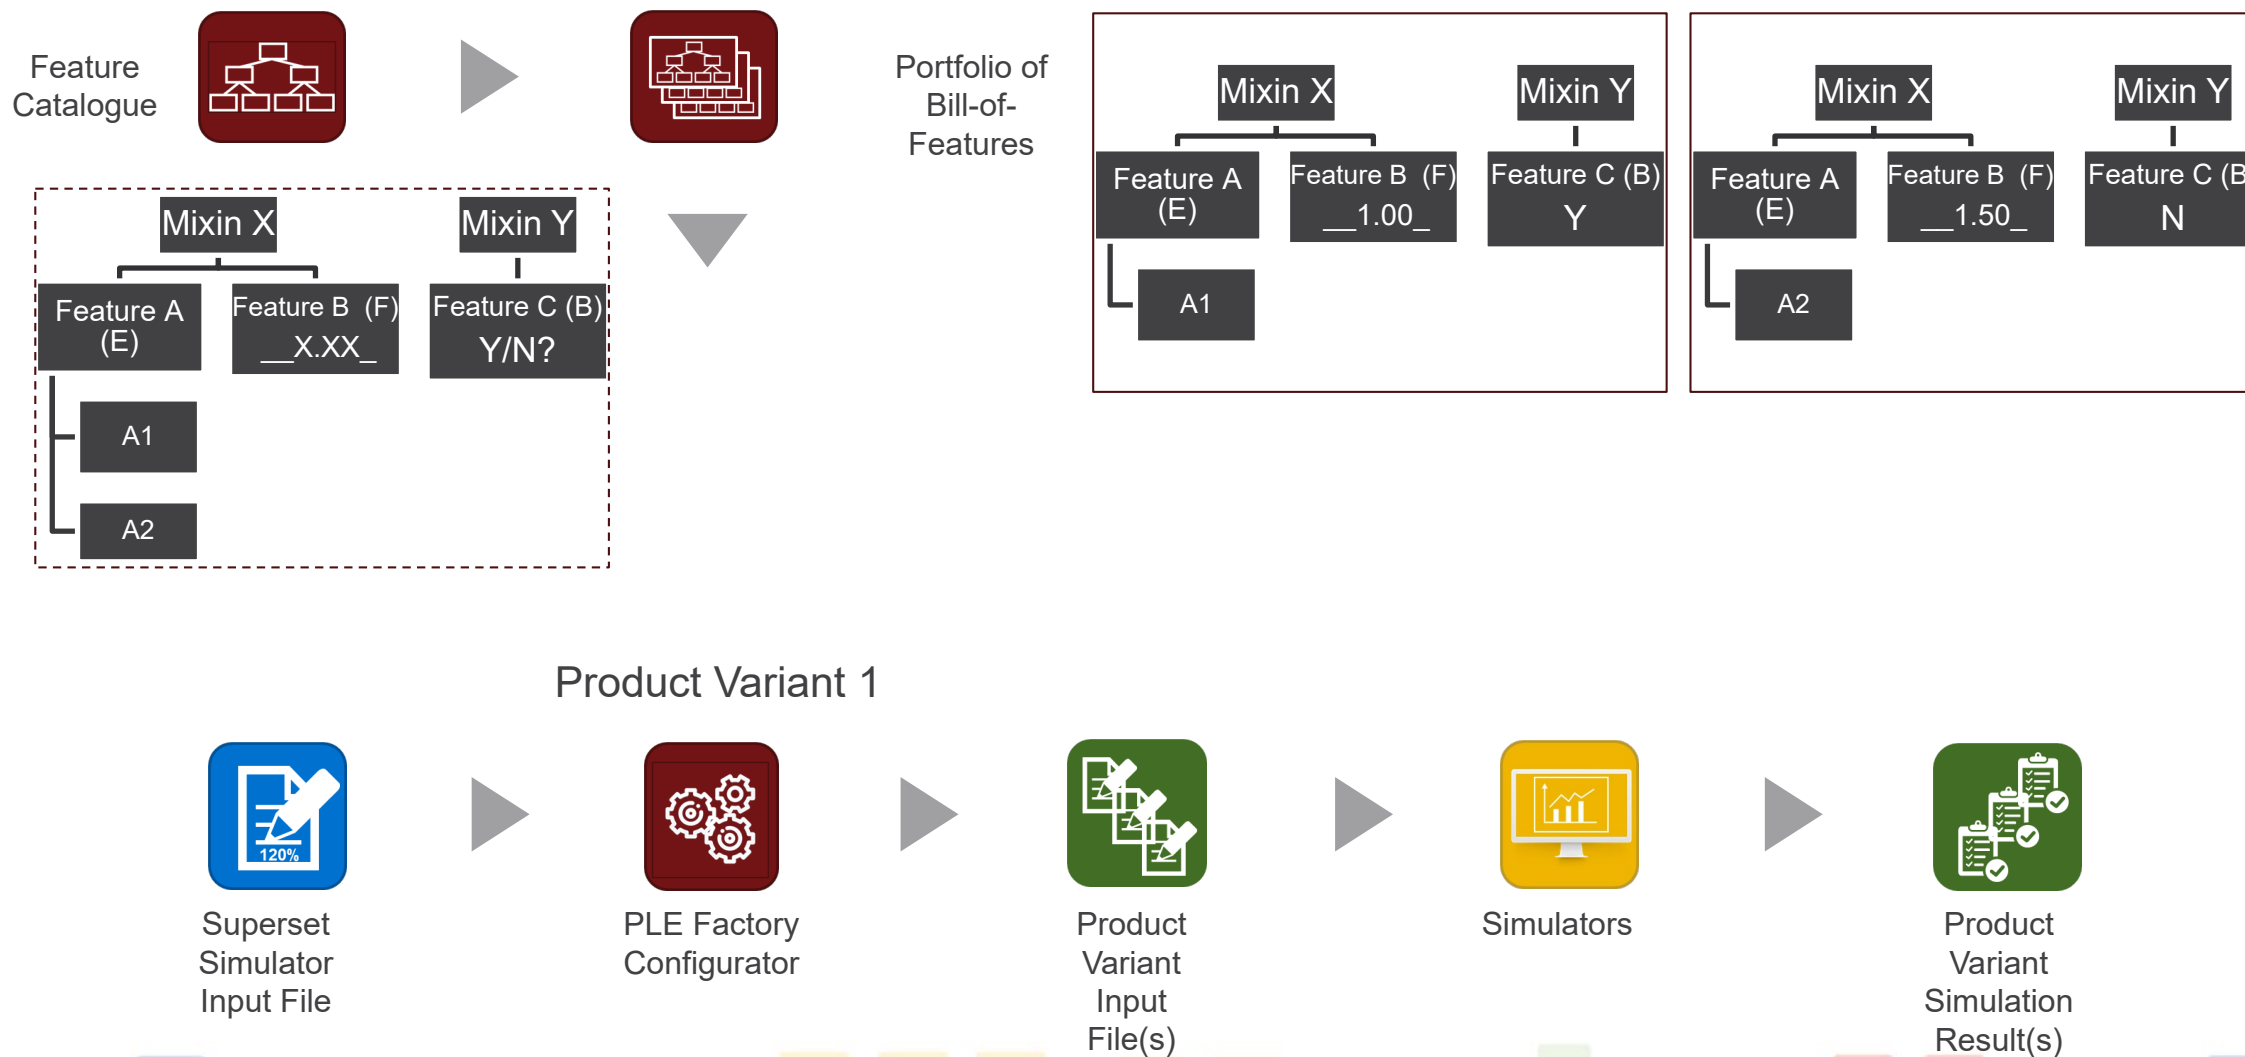 Feature
Catalogue
Portfolio of
Bill-of-
Features
Mixin X
Mixin Y
Feature A
(E)
Feature B (F)
__X.XX_
Feature C (B)
Y/N?
A1
A2
Mixin X
Mixin Y
Feature A
(E)
Feature B (F)
__1.00_
Feature C (B)
Y
A1
Mixin X
Mixin Y
Feature A
(E)
Feature B (F)
__1.50_
Feature C (B
N
A2
Product Variant 1
120%
Superset
Simulator
Input File
PLE Factory
Configurator
Product
Variant
Input
File(s)
Simulators
Product
Variant
Simulation
Result(s)